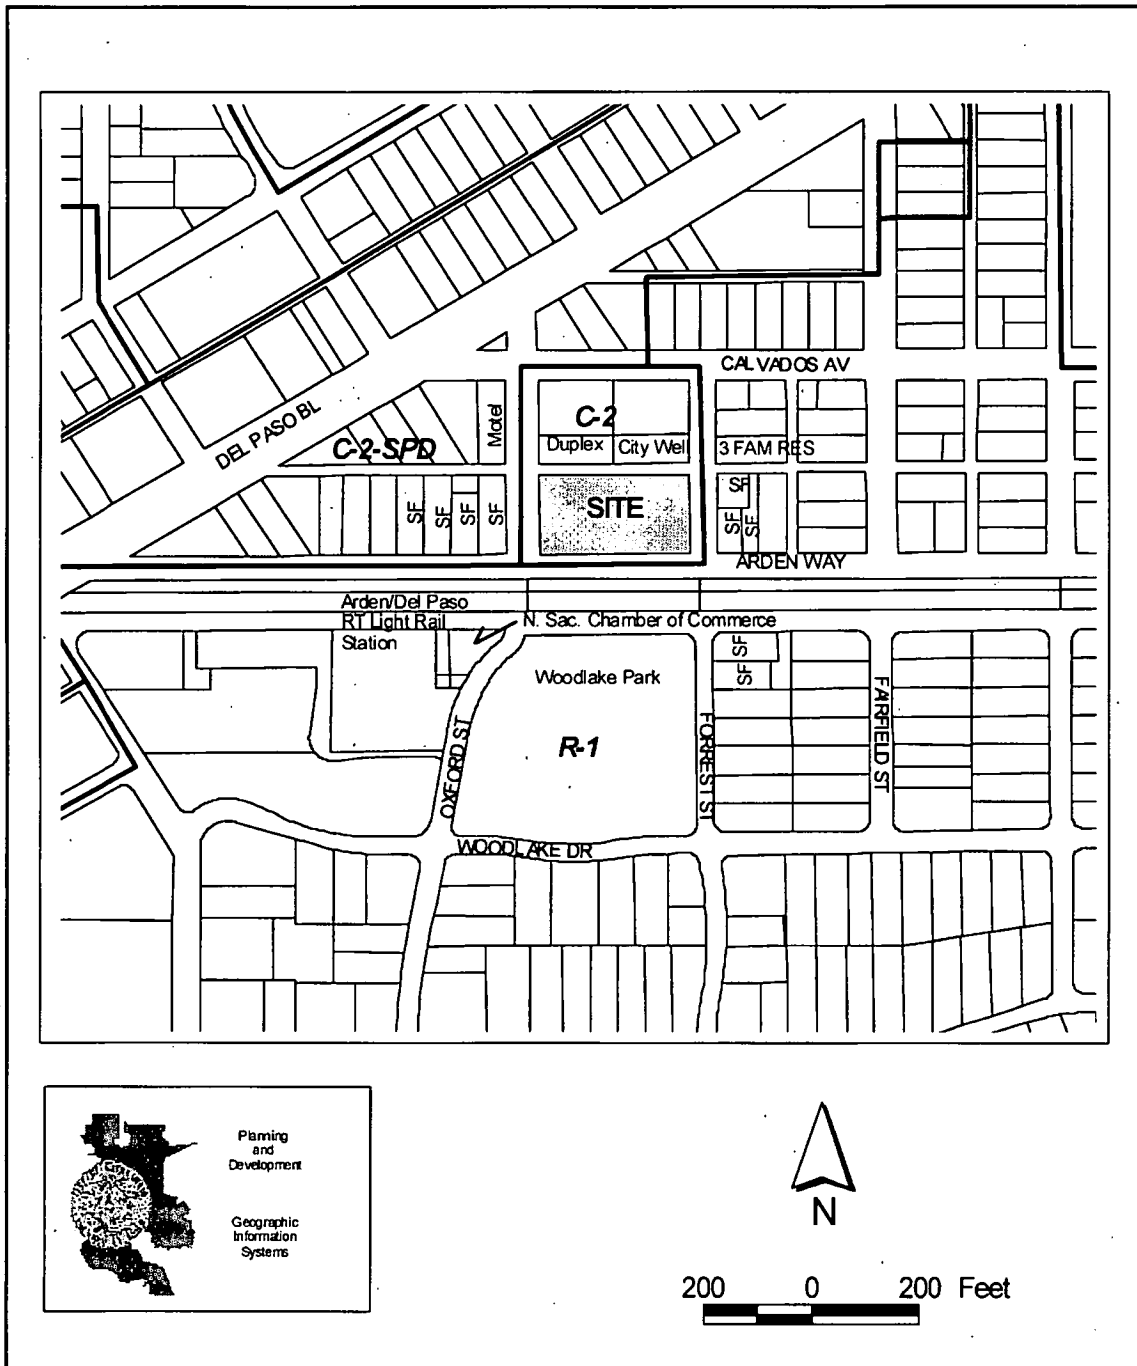 CALVADOS AV
C-2
DEL PASO BL
C-2-SPD
Motel
Duplex
City Well
3 FAM RES
SF
SF
SF
SF
SITE
SF
SF
SF
ARDEN WAY
Arden/Del Paso
RT Light Rail
Station
N. Sac. Chamber of Commerce
SF
SF
Woodlake Park
R-1
OXFORD ST
FORREST ST
FAIRFIELD ST
WOODLAKE DR
Planning
and
Development
Geographic
Information
Systems
N
200 0 200 Feet